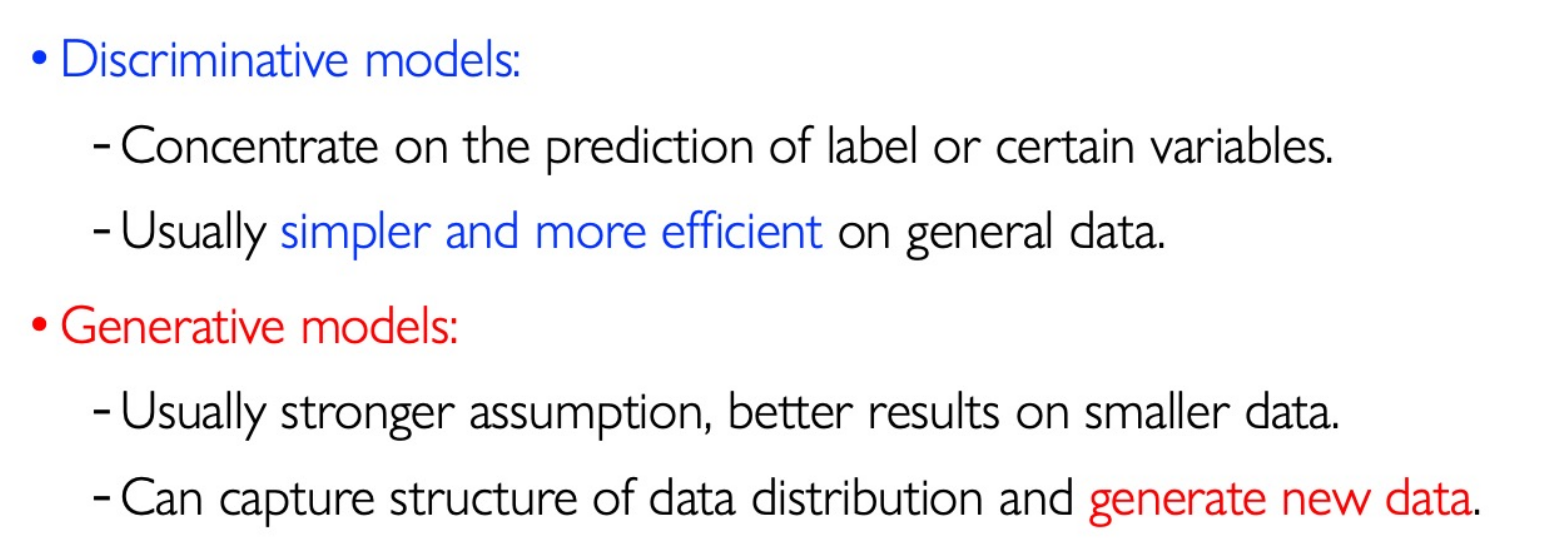 • Discriminative models:
- Concentrate on the prediction of label or certain variables.
- Usually simpler and more efficient on general data.
• Generative models:
- Usually stronger assumption, better results on smaller data.
- Can capture structure of data distribution and generate new data.